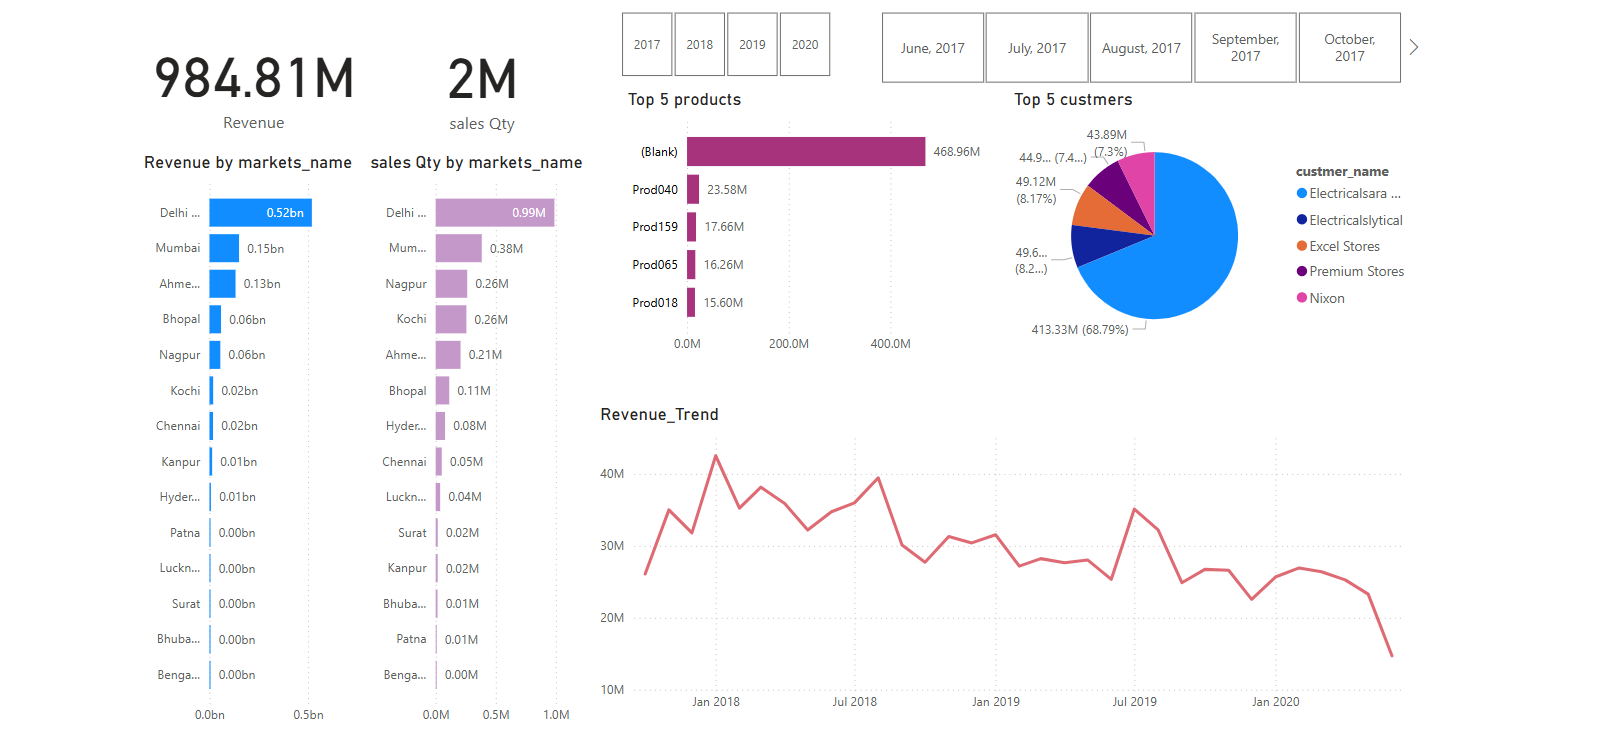 984.81M
Revenue
2M
sales Qty
2017
2018
2019
2020
June, 2017
July, 2017
August, 2017
September,
2017
October,
2017
Revenue by markets_name
Delhi ...
0.52bn
Mumbai
0.15bn
Ahme...
0.13bn
Bhopal
0.06bn
Nagpur
0.06bn
Kochi
0.02bn
Chennai
0.02bn
Kanpur
0.01bn
Hyder...
0.01bn
Patna
0.00bn
Luckn...
0.00bn
Surat
0.00bn
Bhuba...
0.00bn
Benga...
0.00bn
0.0bn
0.5bn
sales Qty by markets_name
Delhi ...
0.99M
Mum...
0.38M
Nagpur
0.26M
Kochi
0.26M
Ahme...
0.21M
Bhopal
0.11M
Hyder...
0.08M
Chennai
0.05M
Luckn...
0.04M
Surat
0.02M
Kanpur
0.02M
Bhuba...
0.01M
Patna
0.01M
Benga...
0.00M
0.0M
0.5M
1.0M
Top 5 products
(Blank)
468.96M
Prod040
23.58M
Prod159
17.66M
Prod065
16.26M
Prod018
15.60M
0.0M
200.0M
400.0M
Top 5 custmers
43.89M
(7.3%)
44.9... (7.4...)
49.12M
(8.17%)
49.6...
(8.2...)
413.33M (68.79%)
custmer_name
Electricalsara ...
Electricalslytical
Excel Stores
Premium Stores
Nixon
Revenue_Trend
40M
30M
20M
10M
Jan 2018
Jul 2018
Jan 2019
Jul 2019
Jan 2020